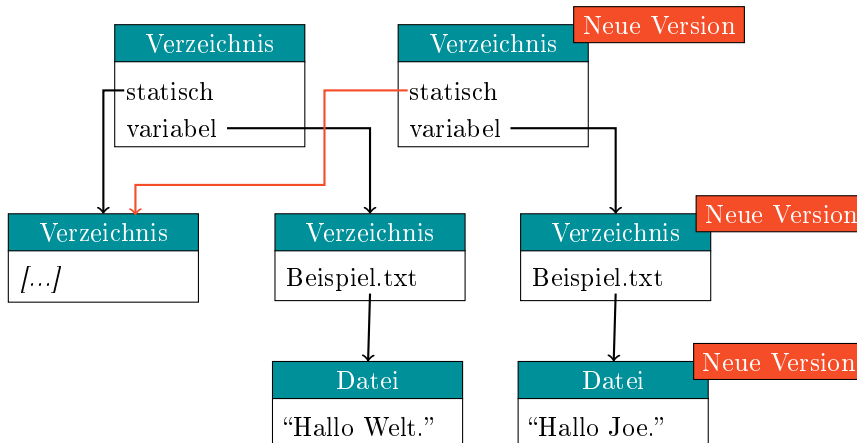 Verzeichnis
statisch
variabel
Verzeichnis
Neue Version
statisch
variabel
Verzeichnis
[...]
Verzeichnis
Beispiel.txt
Verzeichnis
Neue Version
Beispiel.txt
Datei
“Hallo Welt.”
Datei
Neue Version
“Hallo Joe.”